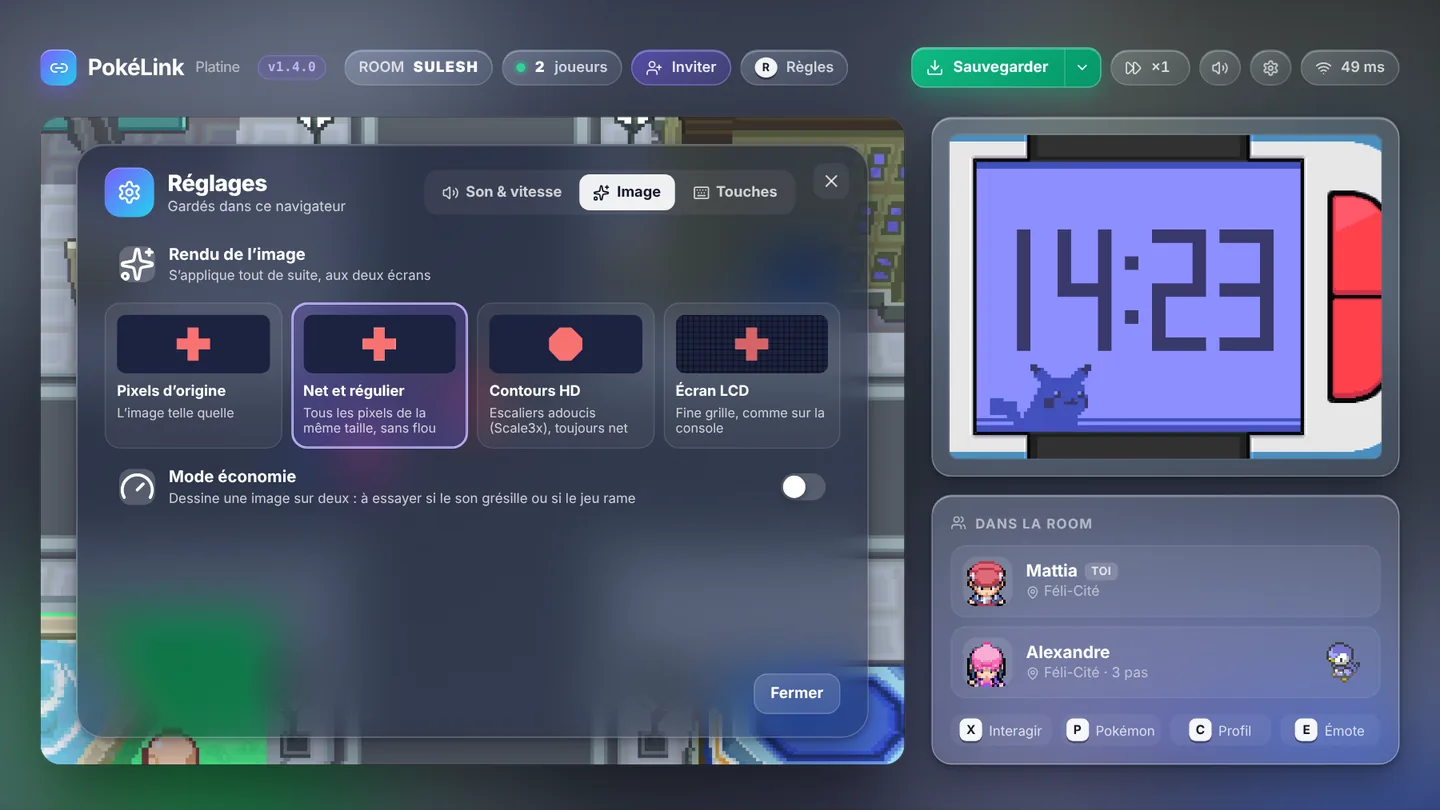 PokéLink Platine v1.4.0 ROOM SULESH 2 joueurs Inviter R Règles Sauvegarder ×1 49 ms
Réglages
Gardés dans ce navigateur
Son & vitesse Image Touches
Rendu de l’image
S’applique tout de suite, aux deux écrans
Pixels d’origine
L’image telle quelle
Net et régulier
Tous les pixels de la
même taille, sans flou
Contours HD
Escaliers adoucis
(Scale3x), toujours net
Écran LCD
Fine grille, comme sur la
console
Mode économie
Dessine une image sur deux : à essayer si le son grésille ou si le jeu rame
Fermer
14:23
DANS LA ROOM
Mattia TOI
Féli-Cité
Alexandre
Féli-Cité · 3 pas
X Interagir P Pokémon C Profil E Émote